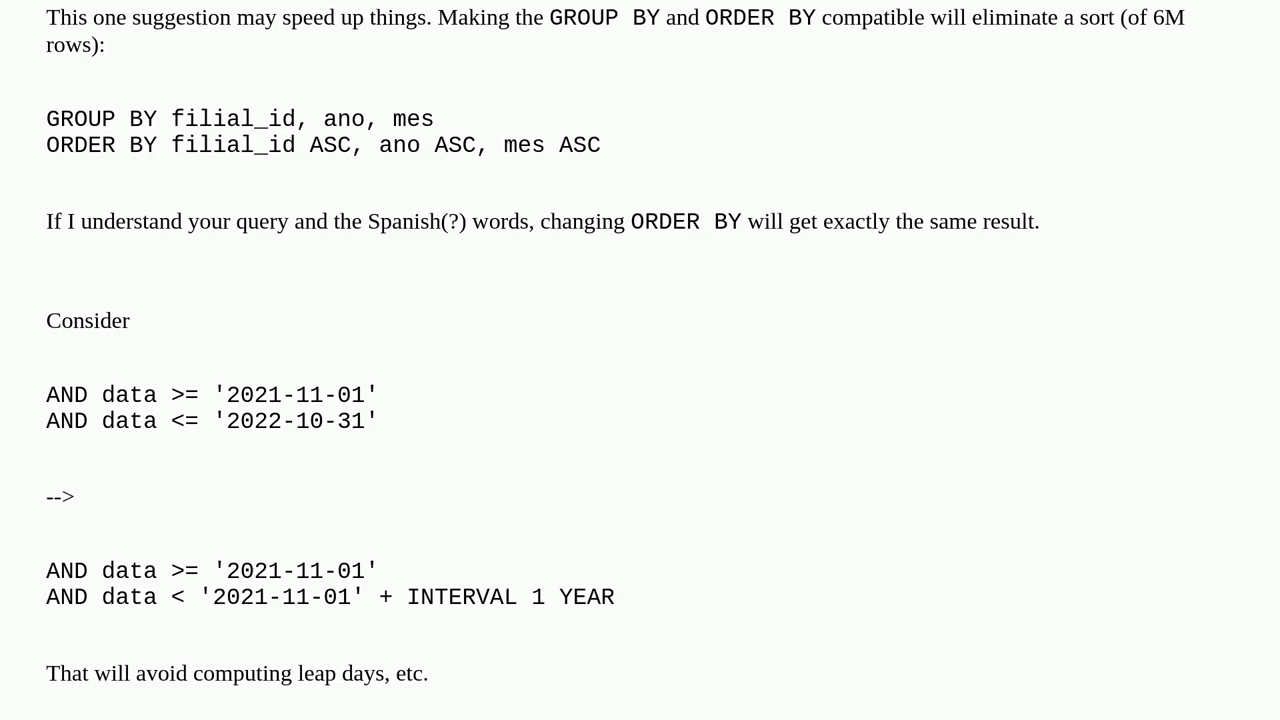 This one suggestion may speed up things. Making the GROUP BY and ORDER BY compatible will eliminate a sort (of 6M
rows):
GROUP BY filial_id, ano, mes
ORDER BY filial_id ASC, ano ASC, mes ASC
If I understand your query and the Spanish(?) words, changing ORDER BY will get exactly the same result.
Consider
AND data >= '2021-11-01'
AND data <= '2022-10-31'
-->
AND data >= '2021-11-01'
AND data < '2021-11-01' + INTERVAL 1 YEAR
That will avoid computing leap days, etc.